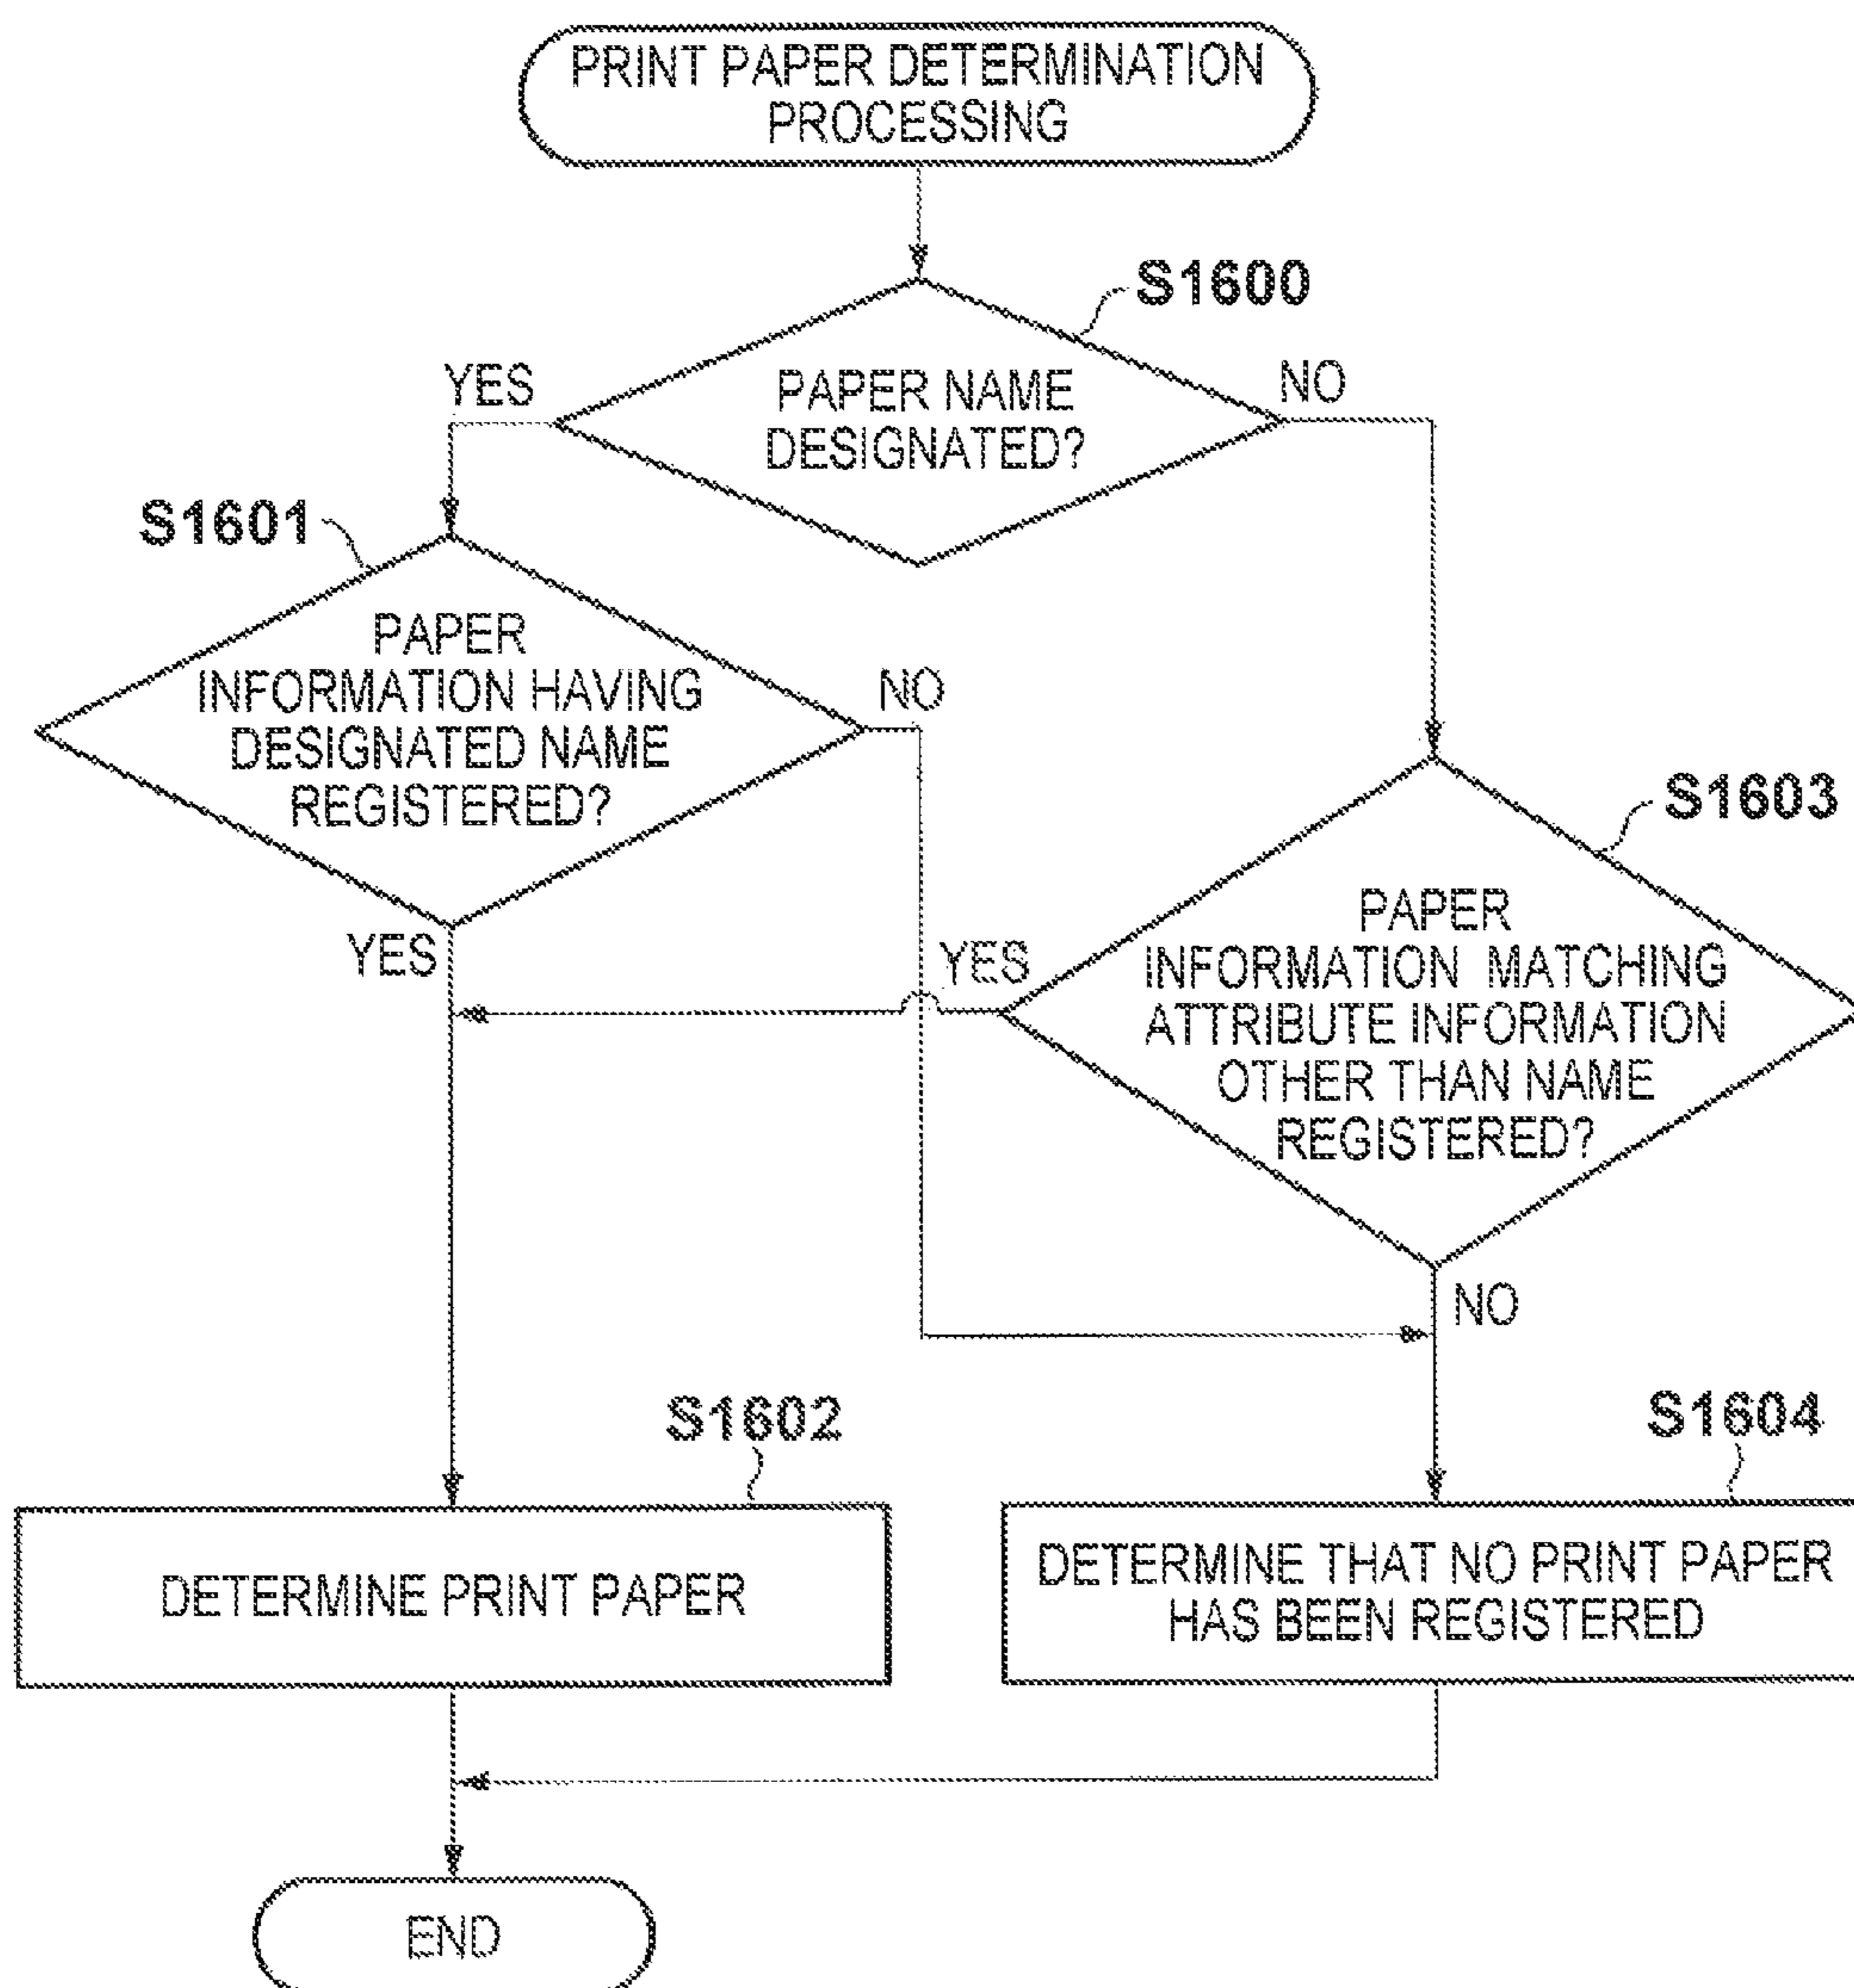 PRINT PAPER DETERMINATION
PROCESSING
S1600
YES
PAPER NAME
DESIGNATED?
NO
S1601
PAPER
INFORMATION HAVING
DESIGNATED NAME
REGISTERED?
NO
YES
S1603
PAPER
INFORMATION MATCHING
ATTRIBUTE INFORMATION
OTHER THAN NAME
REGISTERED?
YES
NO
S1602
DETERMINE PRINT PAPER
S1604
DETERMINE THAT NO PRINT PAPER
HAS BEEN REGISTERED
END